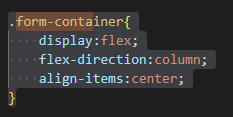 .form-container{
    display:flex;
    flex-direction:column;
    align-items:center;
}